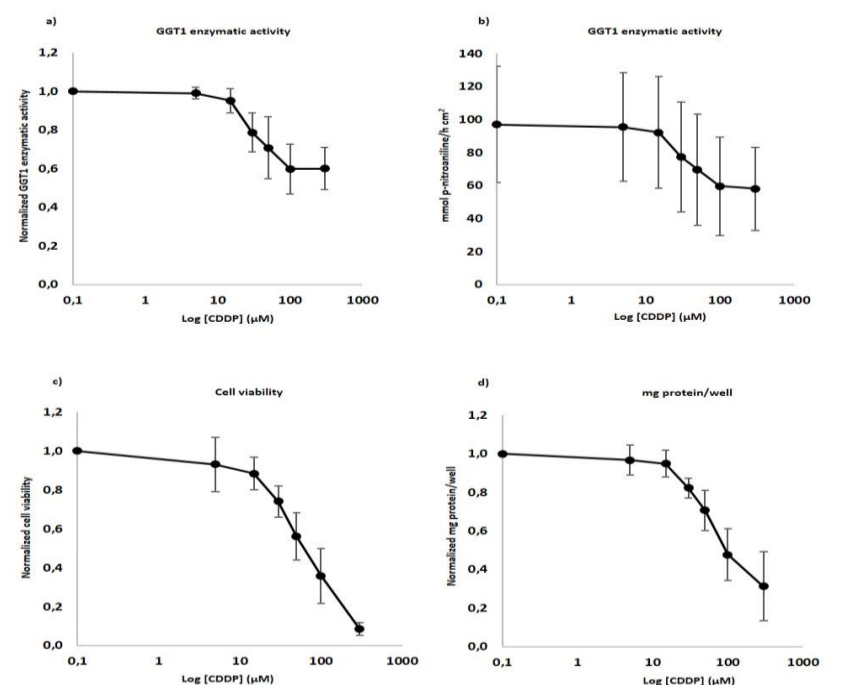 a)
GGT1 enzymatic activity
Normalized GGT1 enzymatic activity
1,2
1,0
0,8
0,6
0,4
0,2
0,0
0,1 1 10 100 1000
Log [CDDP] (µM)
b)
GGT1 enzymatic activity
mmol p-nitroaniline/h cm²
140
120
100
80
60
40
20
0
0,1 1 10 100 1000
Log [CDDP] (µM)
c)
Cell viability
Normalized cell viability
1,2
1,0
0,8
0,6
0,4
0,2
0,0
0,1 1 10 100 1000
Log [CDDP] (µM)
d)
mg protein/well
Normalized mg protein/well
1,2
1,0
0,8
0,6
0,4
0,2
0,0
0,1 1 10 100 1000
Log [CDDP] (µM)